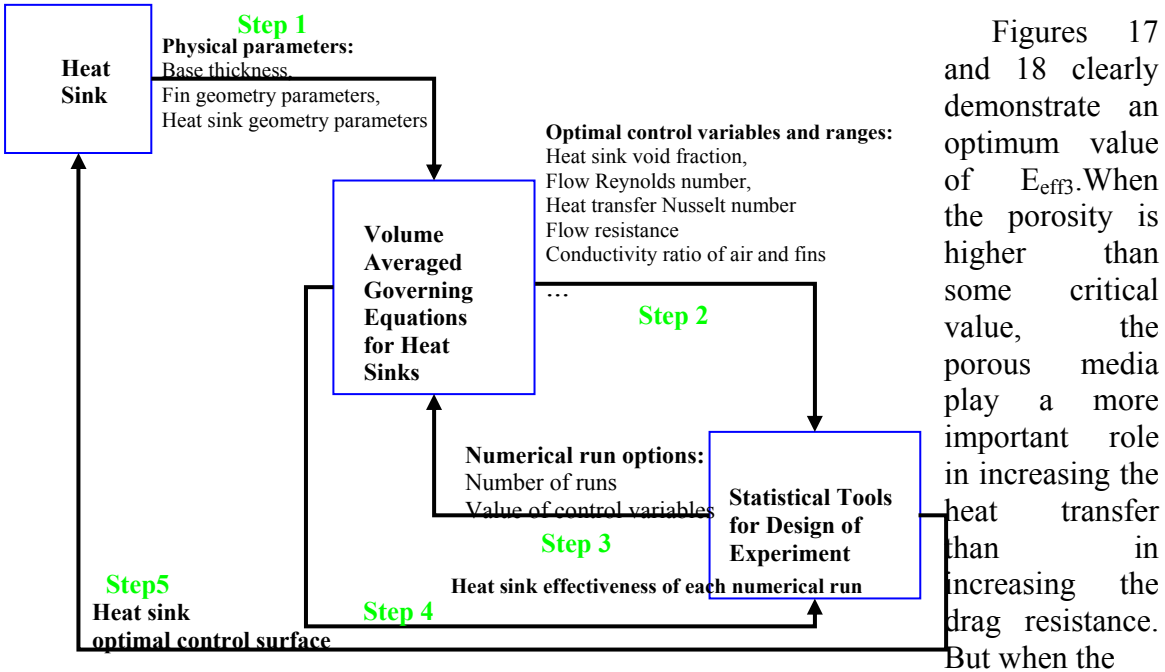 Step 1
Physical parameters:
Base thickness,
Fin geometry parameters,
Heat sink geometry parameters
Heat
Sink
Optimal control variables and ranges:
Heat sink void fraction,
Flow Reynolds number,
Heat transfer Nusselt number
Flow resistance
Conductivity ratio of air and fins
...
Step 2
Volume
Averaged
Governing
Equations
for Heat
Sinks
Numerical run options:
Number of runs
Value of control variables
Step 3
Statistical Tools
for Design of
Experiment
Heat sink effectiveness of each numerical run
Step 4
Step5
Heat sink
optimal control surface
Figures 17
and 18 clearly
demonstrate an
optimum value
of Eeff3.When
the porosity is
higher than
some critical
value, the
porous media
play a more
important role
in increasing the
heat transfer
than in
increasing the
drag resistance.
But when the